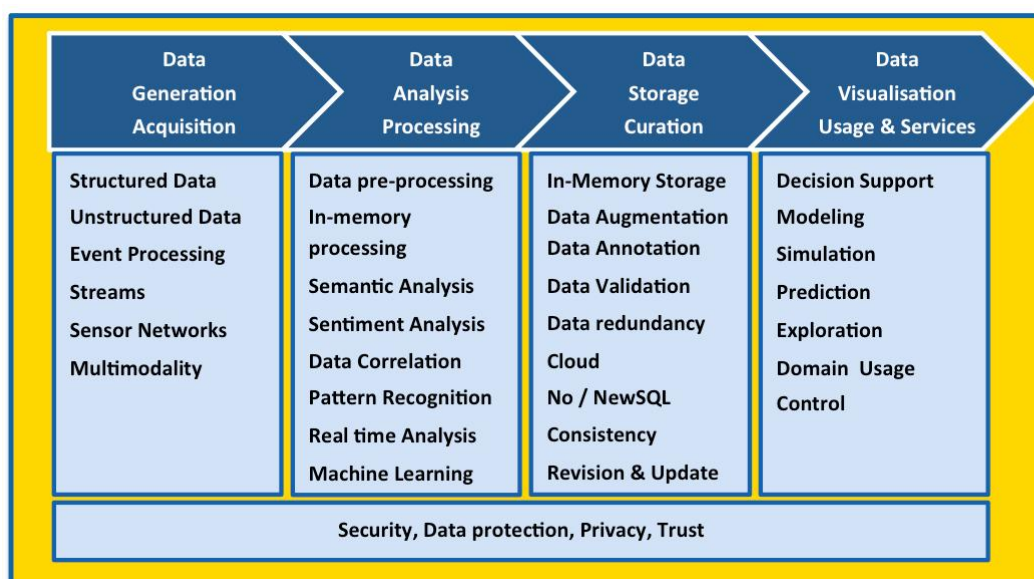 Data
Generation
Acquisition
Data
Analysis
Processing
Data
Storage
Curation
Data
Visualisation
Usage & Services
Structured Data
Unstructured Data
Event Processing
Streams
Sensor Networks
Multimodality
Data pre-processing
In-memory
processing
Semantic Analysis
Sentiment Analysis
Data Correlation
Pattern Recognition
Real time Analysis
Machine Learning
In-Memory Storage
Data Augmentation
Data Annotation
Data Validation
Data redundancy
Cloud
No / NewSQL
Consistency
Revision & Update
Decision Support
Modeling
Simulation
Prediction
Exploration
Domain Usage
Control
Security, Data protection, Privacy, Trust